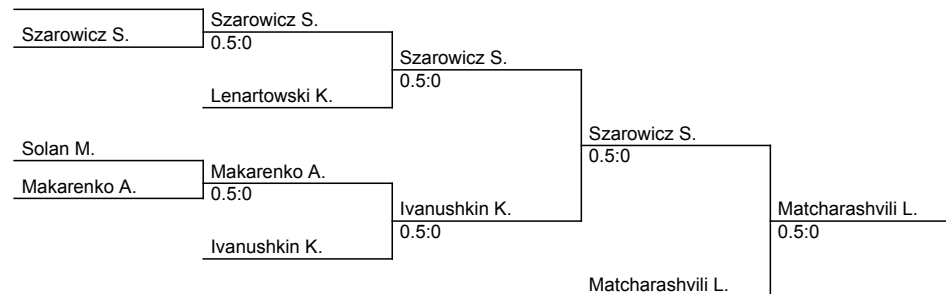 Szarowicz S.
Szarowicz S.
0.5:0
Szarowicz S.
0.5:0
Lenartowski K.
Szarowicz S.
0.5:0
Solan M.
Makarenko A.
Makarenko A.
0.5:0
Ivanushkin K.
0.5:0
Ivanushkin K.
Matcharashvili L.
0.5:0
Matcharashvili L.